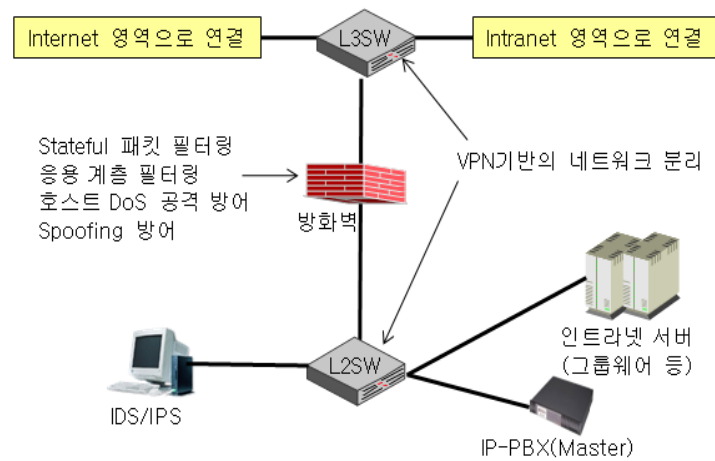 Internet 영역으로 연결
L3SW
Intranet 영역으로 연결
Stateful 패킷 필터링
응용 계층 필터링
호스트 DoS 공격 방어
Spoofing 방어
방화벽
VPN기반의 네트워크 분리
인트라넷 서버
(그룹웨어 등)
L2SW
IDS/IPS
IP-PBX(Master)